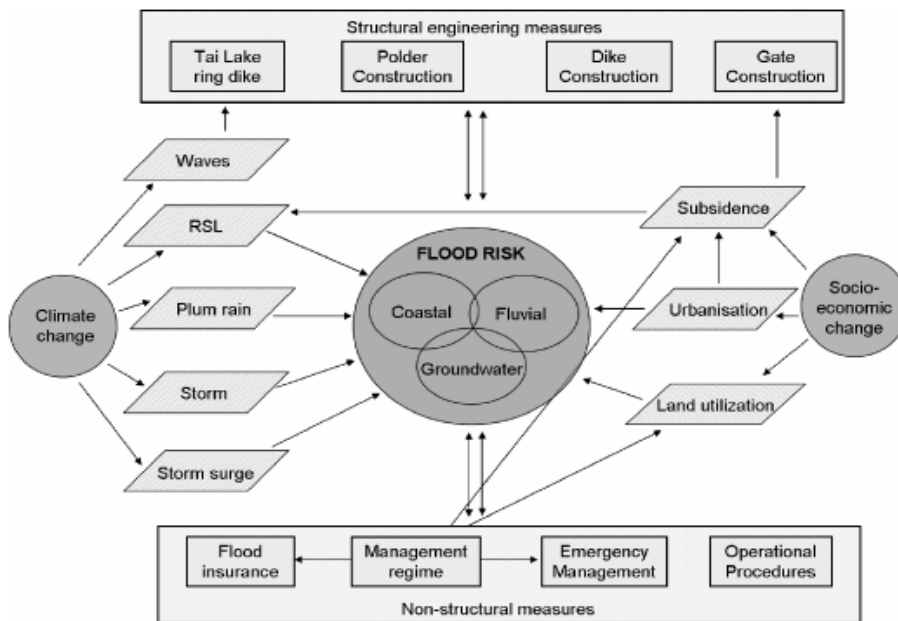 Structural engineering measures
Tai Lake
ring dike
Polder
Construction
Dike
Construction
Gate
Construction
Waves
RSL
Subsidence
FLOOD RISK
Climate
change
Plum rain
Coastal
Fluvial
Groundwater
Urbanisation
Socio-
economic
change
Storm
Land utilization
Storm surge
Flood
insurance
Management
regime
Emergency
Management
Operational
Procedures
Non-structural measures